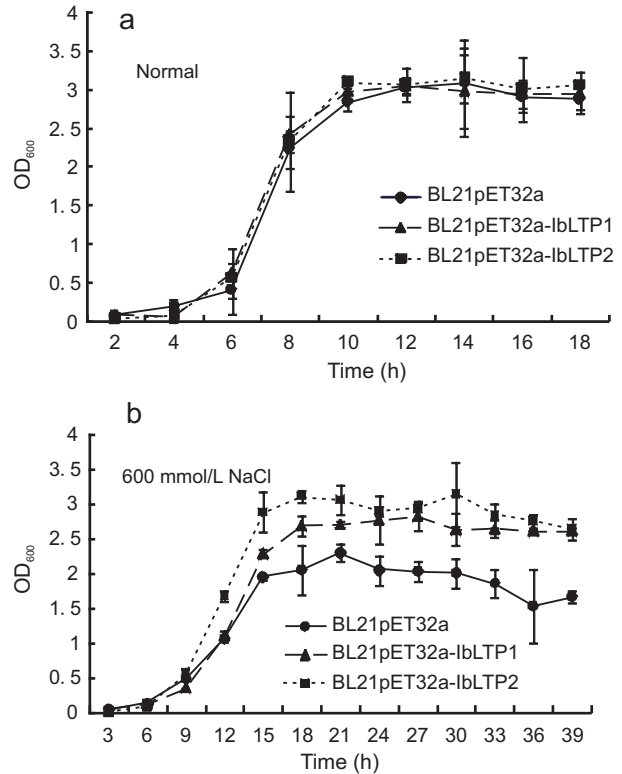 a
Normal
4
3.5
3
2.5
2
1.5
1
0.5
0
OD600
BL21pET32a
BL21pET32a-IbLTP1
BL21pET32a-IbLTP2
2 4 6 8 10 12 14 16 18
Time (h)
b
600 mmol/L NaCl
4
3.5
3
2.5
2
1.5
1
0.5
0
OD600
BL21pET32a
BL21pET32a-IbLTP1
BL21pET32a-IbLTP2
3 6 9 12 15 18 21 24 27 30 33 36 39
Time (h)